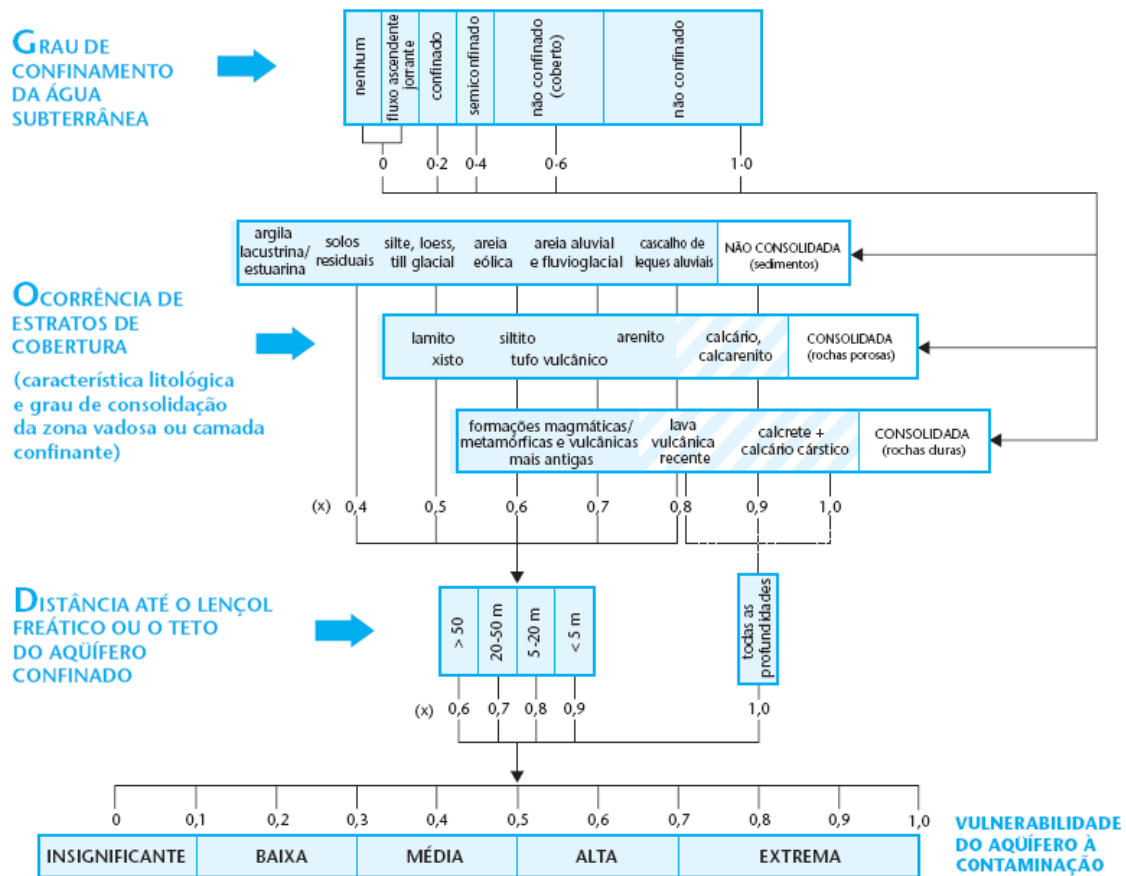 GRAU DE
CONFINAMENTO
DA ÁGUA
SUBTERRÂNEA
nenhum
fluxo ascendente
jorrante
confinado
semiconfinado
não confinado
(coberto)
não confinado
0
0·2
0·4
0·6
1·0
OCORRÊNCIA DE
ESTRATOS DE
COBERTURA
(característica litológica
e grau de consolidação
da zona vadosa ou camada
confinante)
argila
lacustrina/
estuarina
solos
residuais
silte, loess,
till glacial
areia
eólica
areia aluvial
e fluvioglacial
cascalho de
leques aluviais
NÃO CONSOLIDADA
(sedimentos)
lamito
xisto
siltito
tufo vulcânico
arenito
calcário,
calcarenito
CONSOLIDADA
(rochas porosas)
formações magmáticas/
metamórficas e vulcânicas
mais antigas
lava
vulcânica
recente
calcrete +
calcário cárstico
CONSOLIDADA
(rochas duras)
(x) 0,4 0,5 0,6 0,7 0,8 0,9 1,0
DISTÂNCIA ATÉ O LENÇOL
FREÁTICO OU O TETO
DO AQÜÍFERO
CONFINADO
> 50
20-50 m
5-20 m
< 5 m
todas as
profundidades
(x) 0,6 0,7 0,8 0,9 1,0
0 0,1 0,2 0,3 0,4 0,5 0,6 0,7 0,8 0,9 1,0
INSIGNIFICANTE BAIXA MÉDIA ALTA EXTREMA
VULNERABILIDADE
DO AQÜÍFERO À
CONTAMINAÇÃO